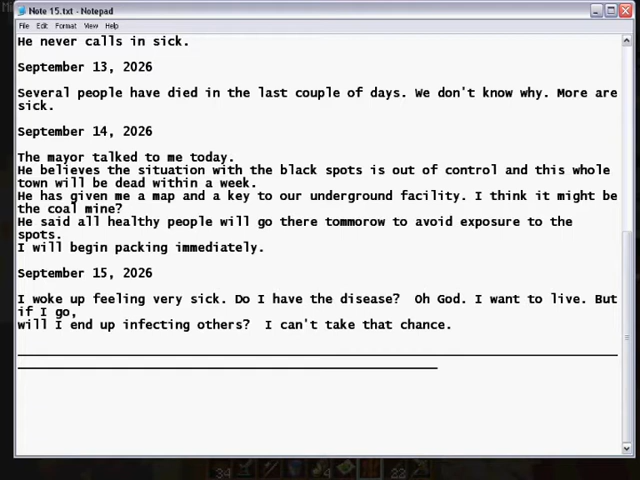 Note 15.txt - Notepad
File Edit Format View Help
He never calls in sick.
September 13, 2026
Several people have died in the last couple of days. We don't know why. More are
sick.
September 14, 2026
The mayor talked to me today.
He believes the situation with the black spots is out of control and this whole
town will be dead within a week.
He has given me a map and a key to our underground facility. I think it might be
the coal mine?
He said all healthy people will go there tommorow to avoid exposure to the
spots.
I will begin packing immediately.
September 15, 2026
I woke up feeling very sick. Do I have the disease?  Oh God. I want to live. But
if I go,
will I end up infecting others?  I can't take that chance.